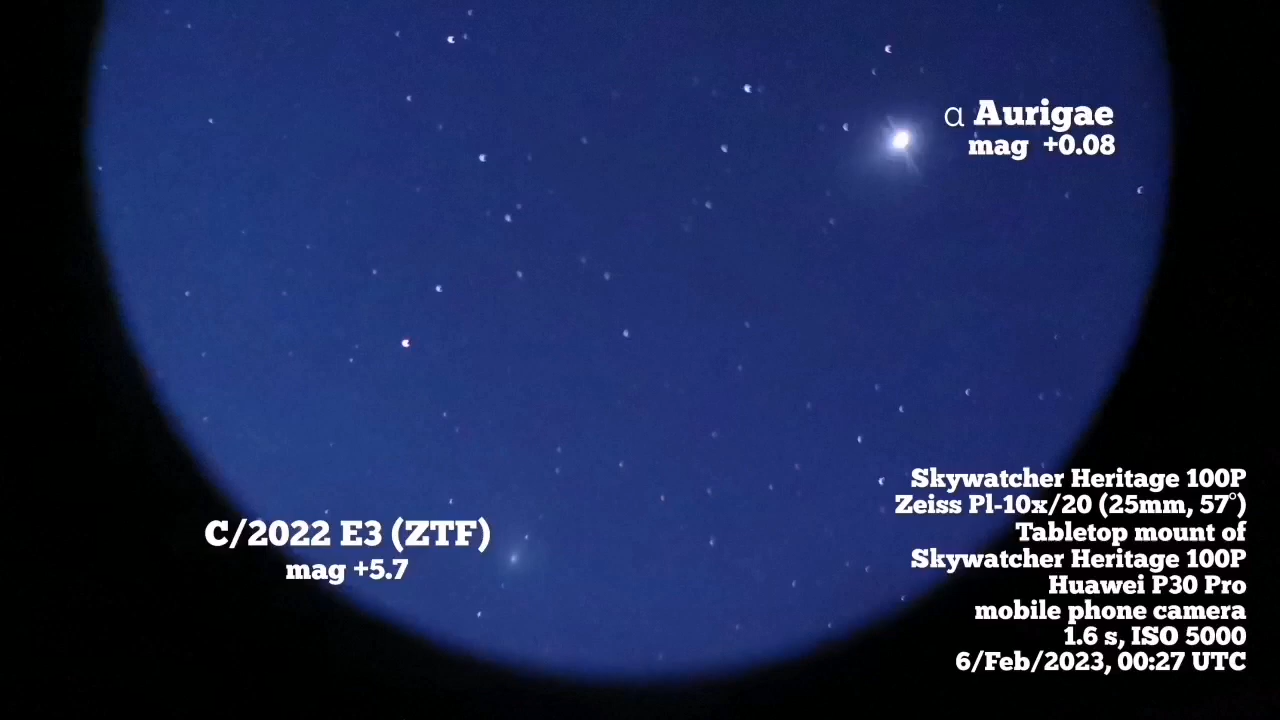 α Aurigae
mag +0.08
C/2022 E3 (ZTF)
mag +5.7
Skywatcher Heritage 100P
Zeiss Pl-10x/20 (25mm, 57°)
Tabletop mount of
Skywatcher Heritage 100P
Huawei P30 Pro
mobile phone camera
1.6 s, ISO 5000
6/Feb/2023, 00:27 UTC